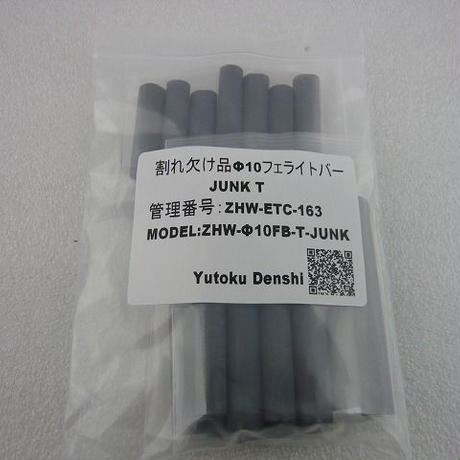 割れ欠け品Φ10フェライトバー
JUNK T
管理番号:ZHW-ETC-163
MODEL:ZHW-Φ10FB-T-JUNK
Yutoku Denshi